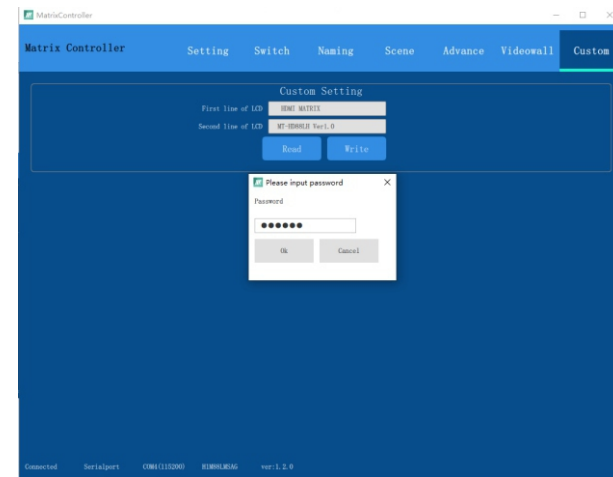 MatrixController
Matrix Controller Setting Switch Naming Scene Advance Videowall Custom
Custom Setting
First line of LCD HDMI MATRIX
Second line of LCD Ver1.0
Read Write
Please input password
Password
Ok Cancel
Connected Serialport COM4(115200) ver:1.2.0